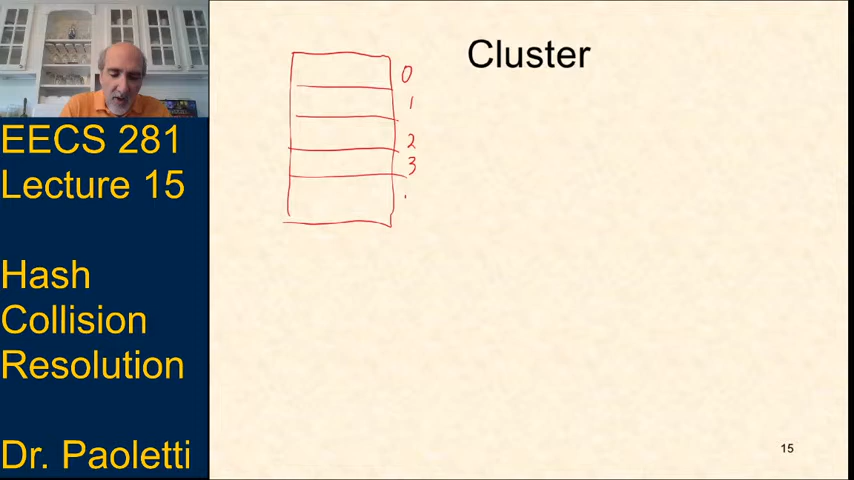 EECS 281
Lecture 15
Hash
Collision
Resolution
Dr. Paoletti
Cluster
0
1
2
3
15